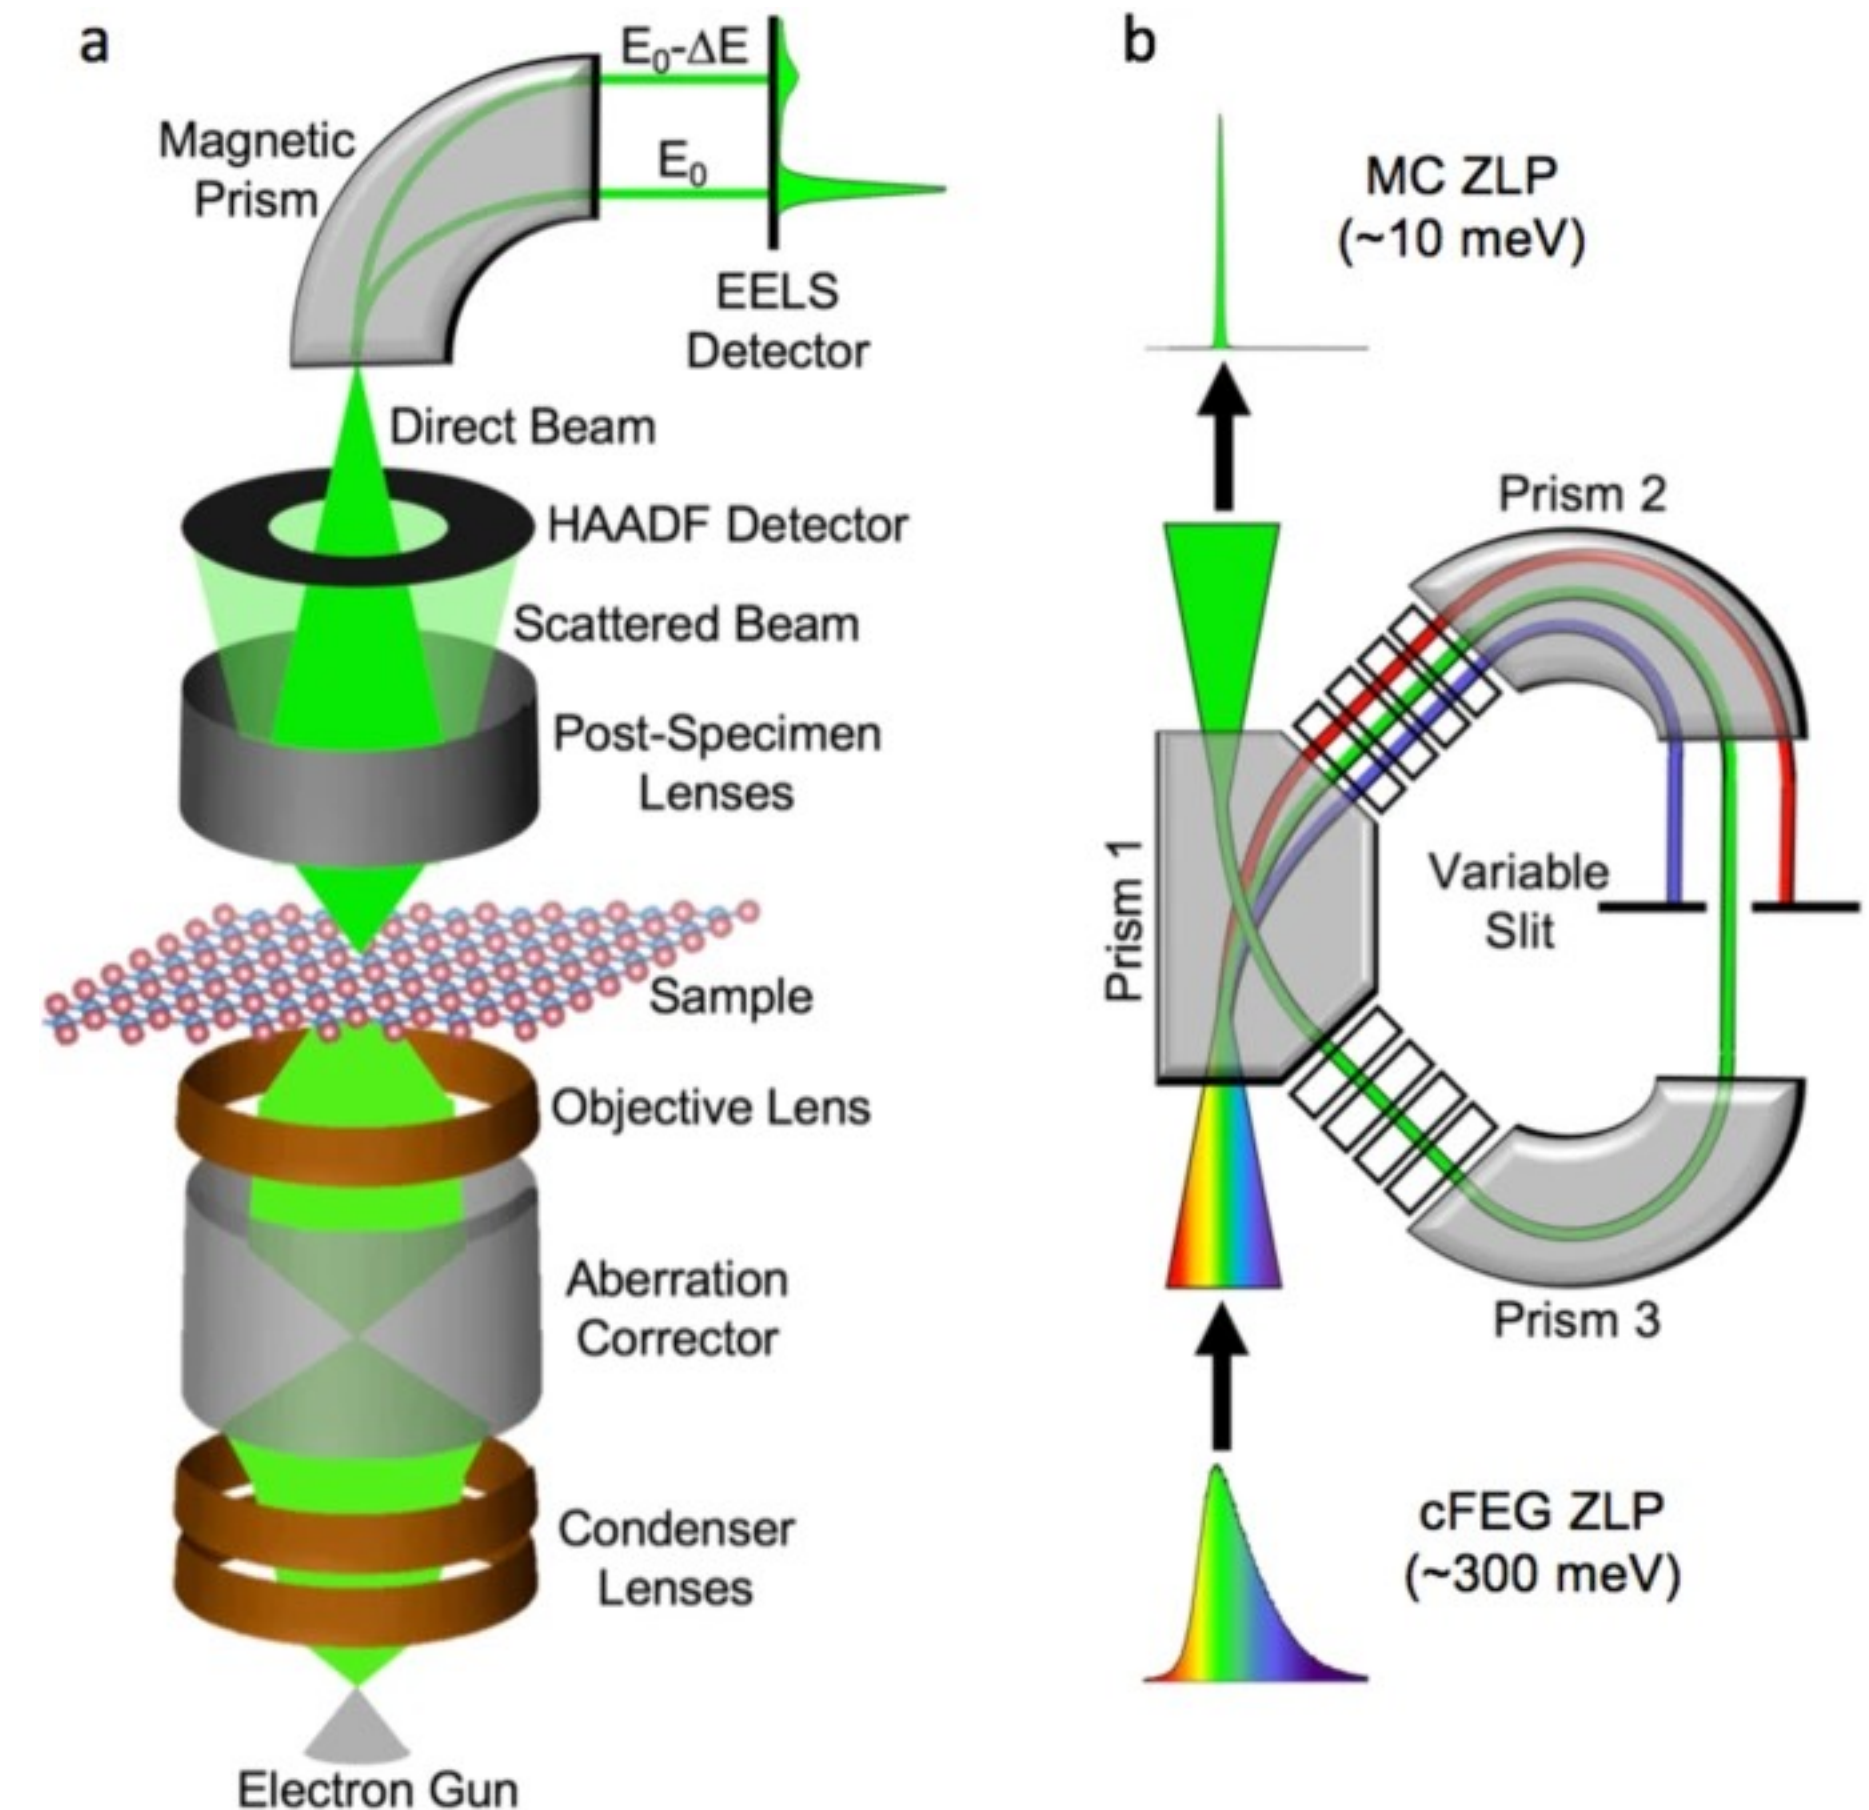 a
E₀-ΔE
E₀
Magnetic
Prism
EELS
Detector
Direct Beam
HAADF Detector
Scattered Beam
Post-Specimen
Lenses
Sample
Objective Lens
Aberration
Corrector
Condenser
Lenses
Electron Gun
b
MC ZLP
(~10 meV)
Prism 2
Prism 1
Variable
Slit
Prism 3
cFEG ZLP
(~300 meV)